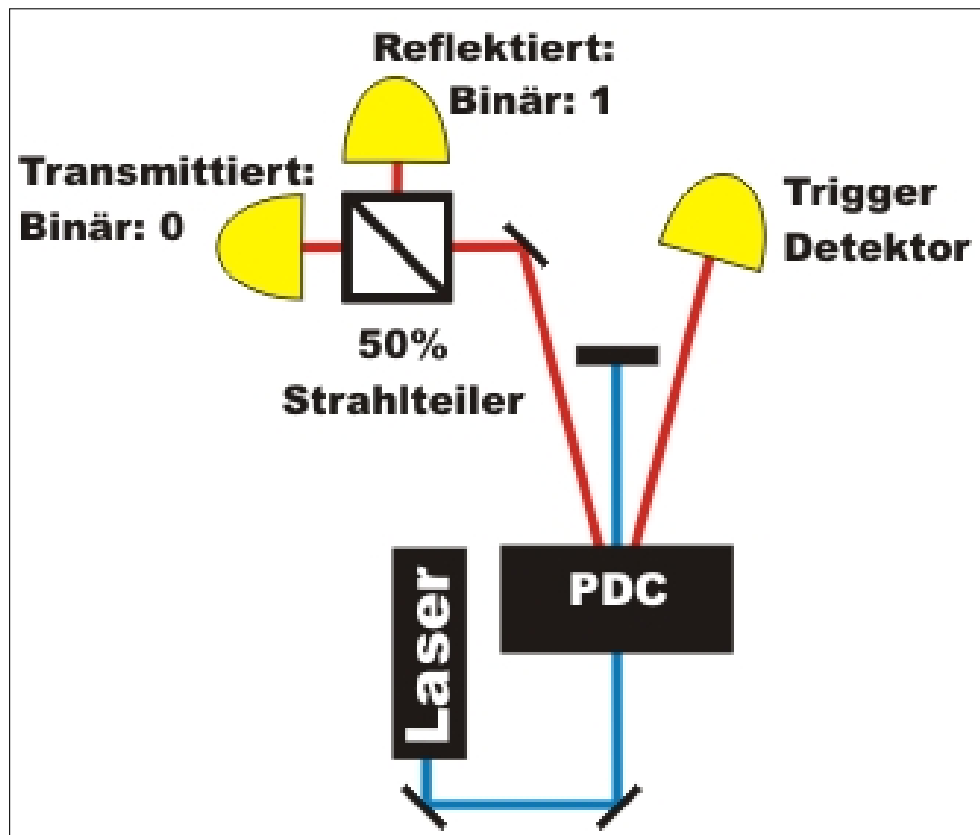 Reflektiert:
Binär: 1
Transmittiert:
Binär: 0
Trigger
Detektor
50%
Strahlteiler
PDC
Laser